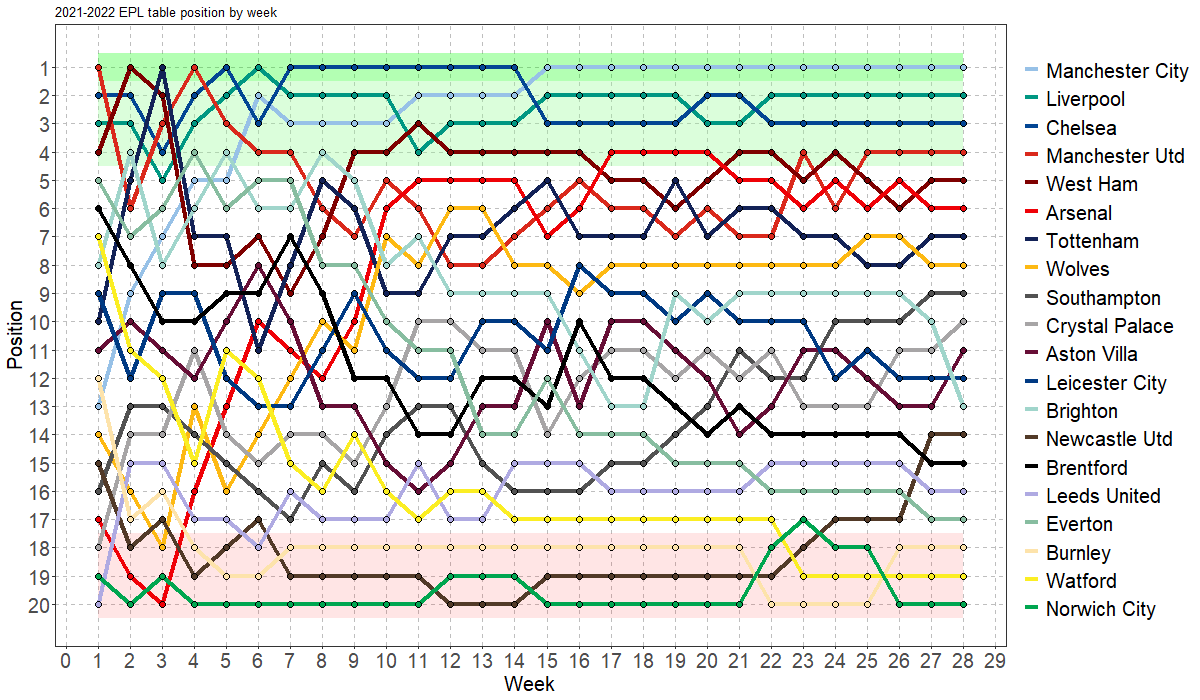 2021-2022 EPL table position by week
Position
1
2
3
4
5
6
7
8
9
10
11
12
13
14
15
16
17
18
19
20
0 1 2 3 4 5 6 7 8 9 10 11 12 13 14 15 16 17 18 19 20 21 22 23 24 25 26 27 28 29
Week
Manchester City
Liverpool
Chelsea
Manchester Utd
West Ham
Arsenal
Tottenham
Wolves
Southampton
Crystal Palace
Aston Villa
Leicester City
Brighton
Newcastle Utd
Brentford
Leeds United
Everton
Burnley
Watford
Norwich City